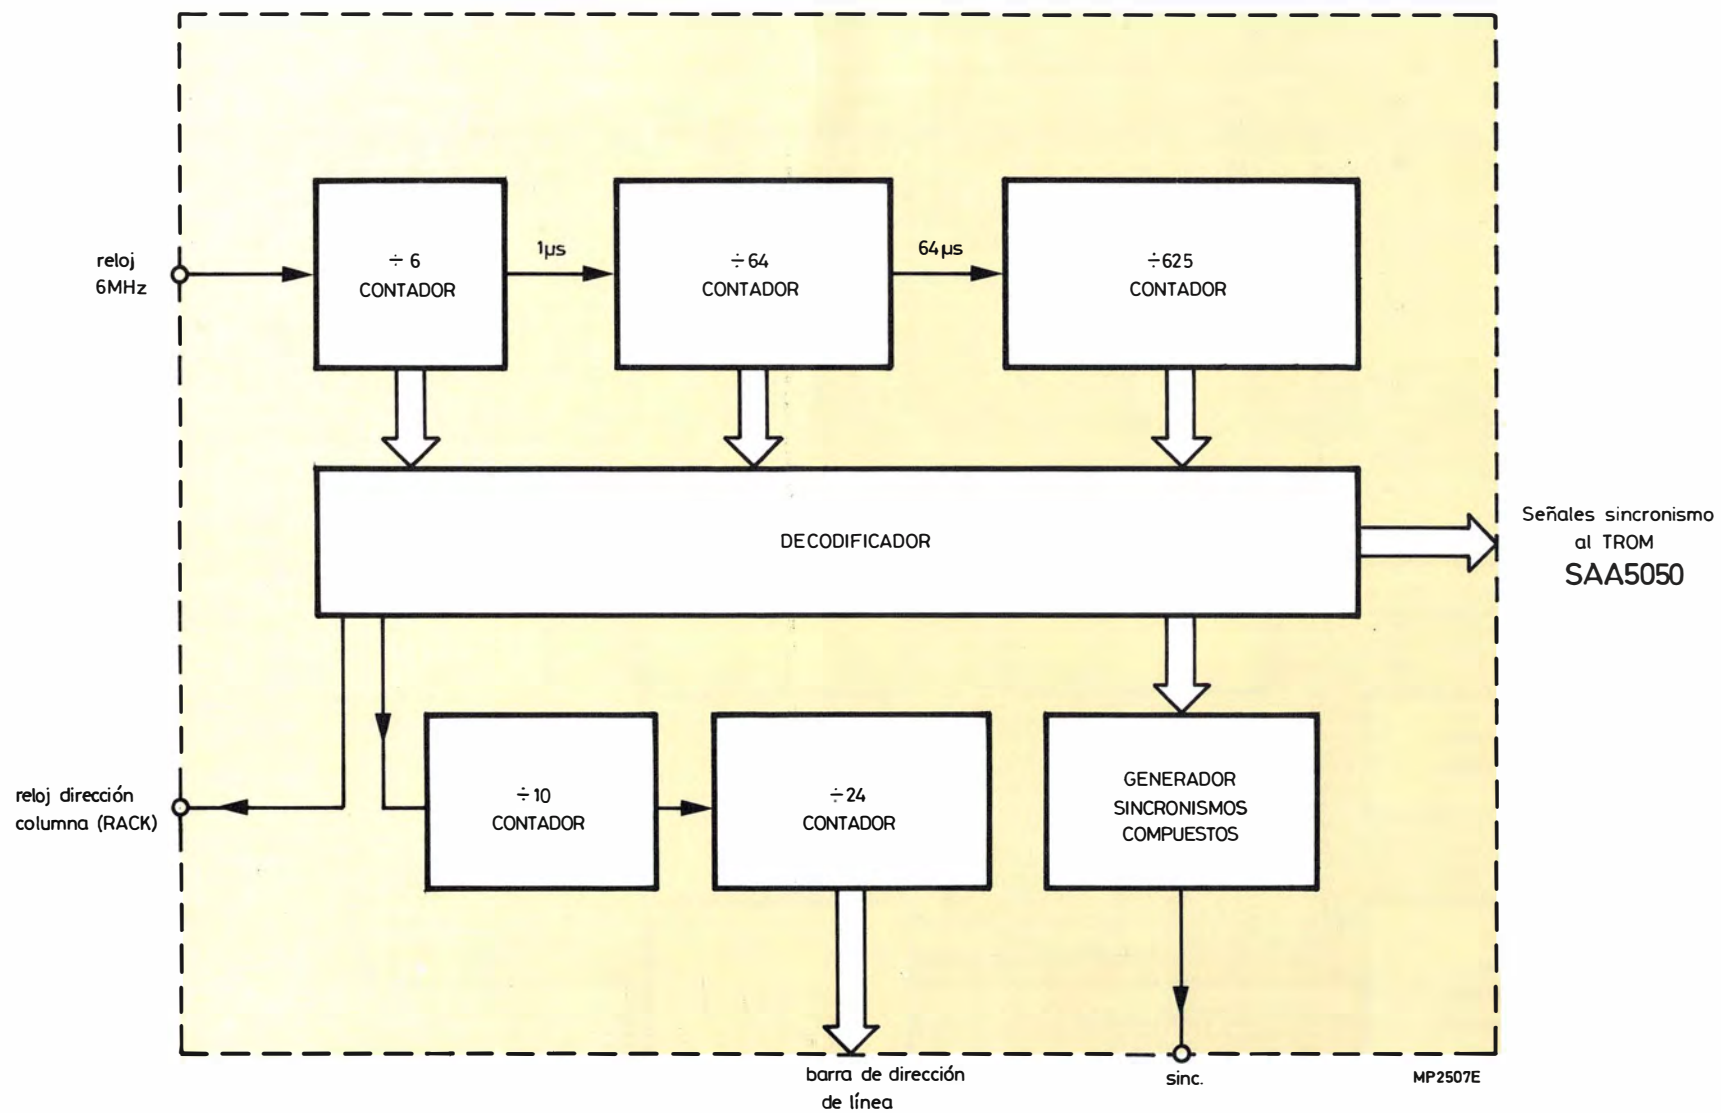 reloj
6MHz
÷ 6
CONTADOR
1µs
÷64
CONTADOR
64µs
÷625
CONTADOR
DECODIFICADOR
Señales sincronismo
al TROM
SAA5050
reloj dirección
columna (RACK)
÷10
CONTADOR
÷24
CONTADOR
GENERADOR
SINCRONISMOS
COMPUESTOS
barra de dirección
de línea
sinc.
MP2507E